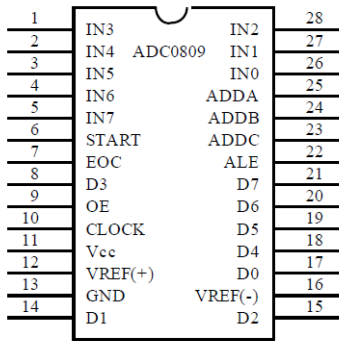 1 IN3 IN2 28
2 IN4 ADC0809 IN1 27
3 IN5 IN0 26
4 IN6 ADDA 25
5 IN7 ADDB 24
6 START ADDC 23
7 EOC ALE 22
8 D3 D7 21
9 OE D6 20
10 CLOCK D5 19
11 Vcc D4 18
12 VREF(+) D0 17
13 GND VREF(-) 16
14 D1 D2 15